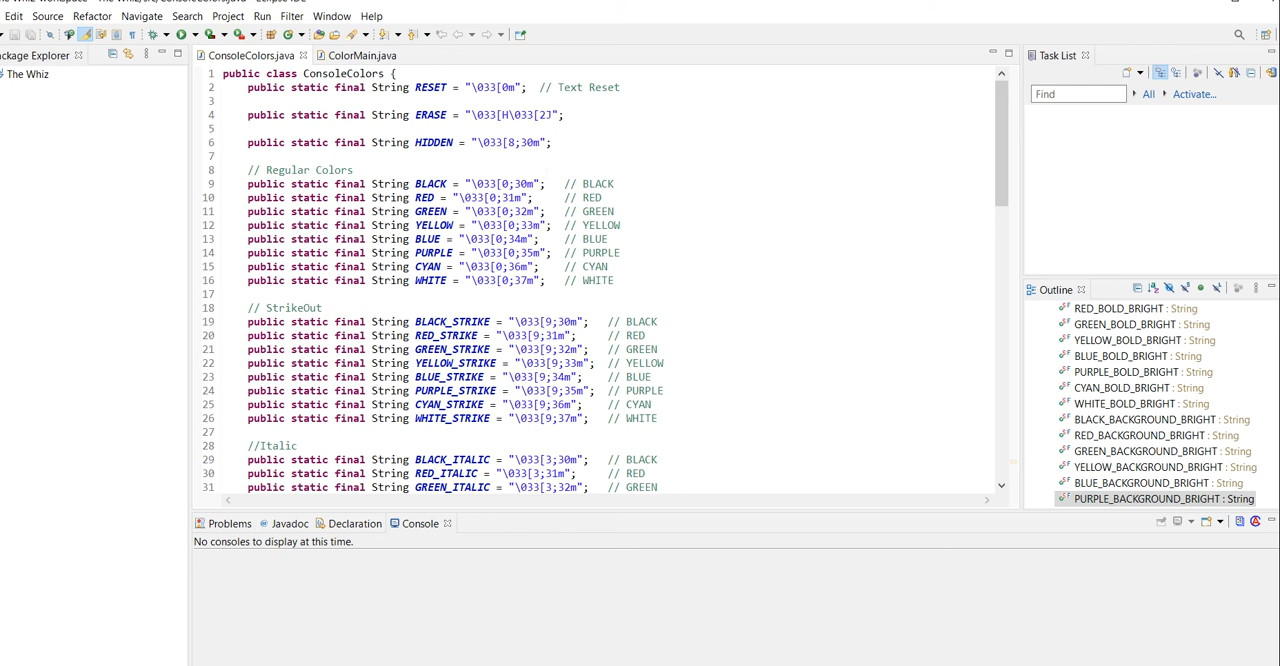 Edit Source Refactor Navigate Search Project Run Filter Window Help
ackage Explorer
The Whiz
ConsoleColors.java ColorMain.java
1 public class ConsoleColors {
2 public static final String RESET = "\033[0m"; // Text Reset
3
4 public static final String ERASE = "\033[H\033[2J";
5
6 public static final String HIDDEN = "\033[8;30m";
7
8 // Regular Colors
9 public static final String BLACK = "\033[0;30m"; // BLACK
10 public static final String RED = "\033[0;31m"; // RED
11 public static final String GREEN = "\033[0;32m"; // GREEN
12 public static final String YELLOW = "\033[0;33m"; // YELLOW
13 public static final String BLUE = "\033[0;34m"; // BLUE
14 public static final String PURPLE = "\033[0;35m"; // PURPLE
15 public static final String CYAN = "\033[0;36m"; // CYAN
16 public static final String WHITE = "\033[0;37m"; // WHITE
17
18 // StrikeOut
19 public static final String BLACK_STRIKE = "\033[9;30m"; // BLACK
20 public static final String RED_STRIKE = "\033[9;31m"; // RED
21 public static final String GREEN_STRIKE = "\033[9;32m"; // GREEN
22 public static final String YELLOW_STRIKE = "\033[9;33m"; // YELLOW
23 public static final String BLUE_STRIKE = "\033[9;34m"; // BLUE
24 public static final String PURPLE_STRIKE = "\033[9;35m"; // PURPLE
25 public static final String CYAN_STRIKE = "\033[9;36m"; // CYAN
26 public static final String WHITE_STRIKE = "\033[9;37m"; // WHITE
27
28 //Italic
29 public static final String BLACK_ITALIC = "\033[3;30m"; // BLACK
30 public static final String RED_ITALIC = "\033[3;31m"; // RED
31 public static final String GREEN_ITALIC = "\033[3;32m"; // GREEN
Task List
Find All Activate...
Outline
RED_BOLD_BRIGHT : String
GREEN_BOLD_BRIGHT : String
YELLOW_BOLD_BRIGHT : String
BLUE_BOLD_BRIGHT : String
PURPLE_BOLD_BRIGHT : String
CYAN_BOLD_BRIGHT : String
WHITE_BOLD_BRIGHT : String
BLACK_BACKGROUND_BRIGHT : String
RED_BACKGROUND_BRIGHT : String
GREEN_BACKGROUND_BRIGHT : String
YELLOW_BACKGROUND_BRIGHT : String
BLUE_BACKGROUND_BRIGHT : String
PURPLE_BACKGROUND_BRIGHT : String
Problems Javadoc Declaration Console
No consoles to display at this time.